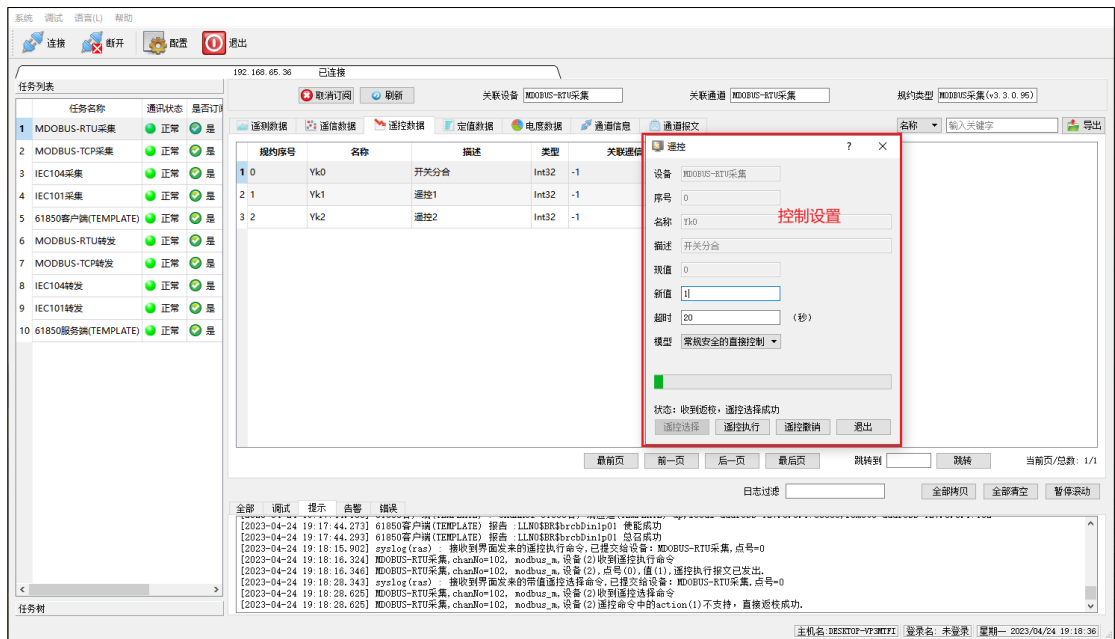 系统 调试 语言(L) 帮助
连接 断开 配置 退出
192.168.65.36 已连接
任务列表
取消订阅 刷新 关联设备 MDOBUS-RTU采集 关联通道 MDOBUS-RTU采集 规约类型 MODBUS采集(v3.3.0.95)
任务名称 通讯状态 是否订阅
遥测数据 遥信数据 遥控数据 定值数据 电度数据 通道信息 通道报文 名称 输入关键字 导出
1 MDOBUS-RTU采集 正常 是
2 MODBUS-TCP采集 正常 是
3 IEC104采集 正常 是
4 IEC101采集 正常 是
5 61850客户端(TEMPLATE) 正常 是
6 MODBUS-RTU转发 正常 是
7 MODBUS-TCP转发 正常 是
8 IEC104转发 正常 是
9 IEC101转发 正常 是
10 61850服务端(TEMPLATE) 正常 是
规约序号 名称 描述 类型 关联遥信
1 0 Yk0 开关分合 Int32 -1
2 1 Yk1 遥控1 Int32 -1
3 2 Yk2 遥控2 Int32 -1
遥控 ? ×
设备 MDOBUS-RTU采集
序号 0
控制设置
名称 Yk0
描述 开关分合
现值 0
新值 1
超时 20 (秒)
模型 常规安全的直接控制
状态: 收到返校，遥控选择成功
遥控选择 遥控执行 遥控撤销 退出
最前页 前一页 后一页 最后页 跳转到 跳转 当前页/总数: 1/1
日志过滤 全部拷贝 全部清空 暂停滚动
全部 调试 提示 告警 错误
[2023-04-24 19:17:44.273] 61850客户端(TEMPLATE) 报告 :LLN0$BR$brcbDin1p01 使能成功
[2023-04-24 19:17:44.293] 61850客户端(TEMPLATE) 报告 :LLN0$BR$brcbDin1p01 总召成功
[2023-04-24 19:18:15.902] syslog(ras) : 接收到界面发来的遥控执行命令,已提交给设备: MDOBUS-RTU采集,点号=0
[2023-04-24 19:18:16.324] MDOBUS-RTU采集,chanNo=102, modbus_m,设备(2)收到遥控执行命令
[2023-04-24 19:18:16.346] MDOBUS-RTU采集,chanNo=102, modbus_m,设备(2),点号(0),值(1),遥控执行报文已发出.
[2023-04-24 19:18:28.343] syslog(ras) : 接收到界面发来的带值遥控选择命令,已提交给设备: MDOBUS-RTU采集,点号=0
[2023-04-24 19:18:28.625] MDOBUS-RTU采集,chanNo=102, modbus_m,设备(2)收到遥控选择命令
[2023-04-24 19:18:28.625] MDOBUS-RTU采集,chanNo=102, modbus_m,设备(2)遥控命令中的action(1)不支持，直接返校成功.
任务树
主机名:DESKTOP-VP3MTFI 登录名: 未登录 星期一 2023/04/24 19:18:36